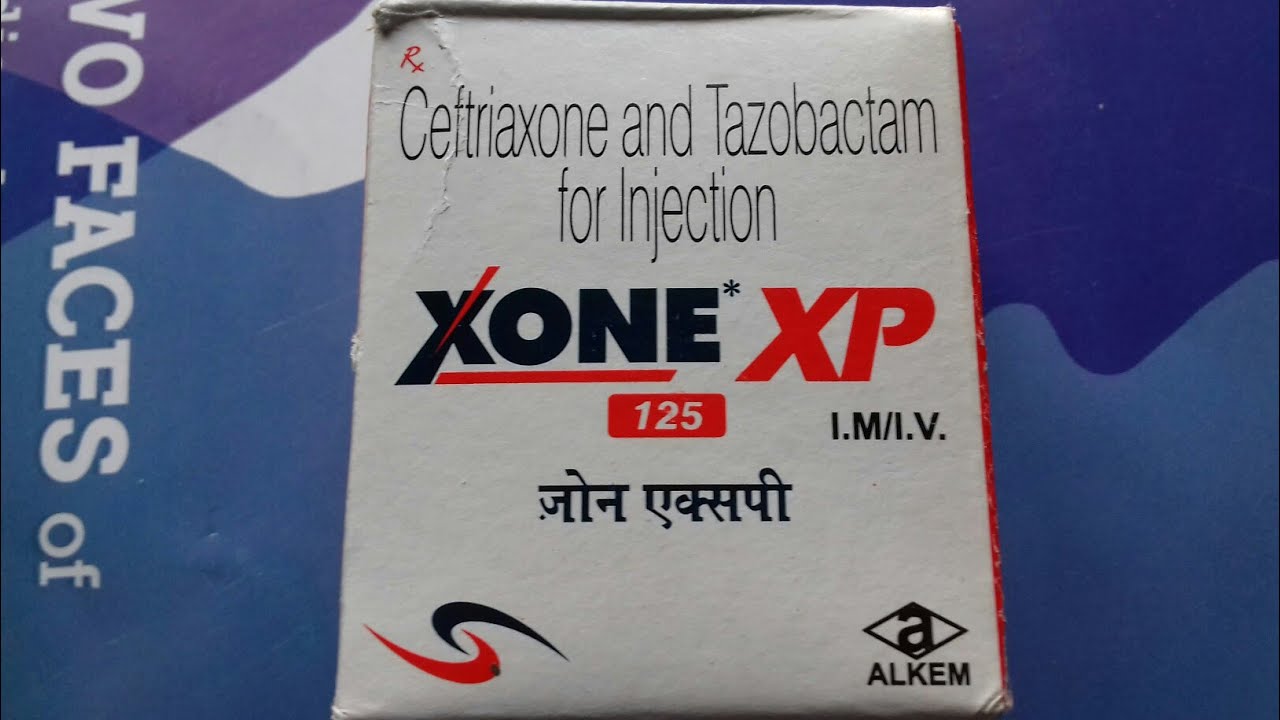 VO FACES of
Rx
Ceftriaxone and Tazobactam
for Injection
XONE* XP
125
I.M/I.V.
ज़ोन एक्सपी
a
ALKEM